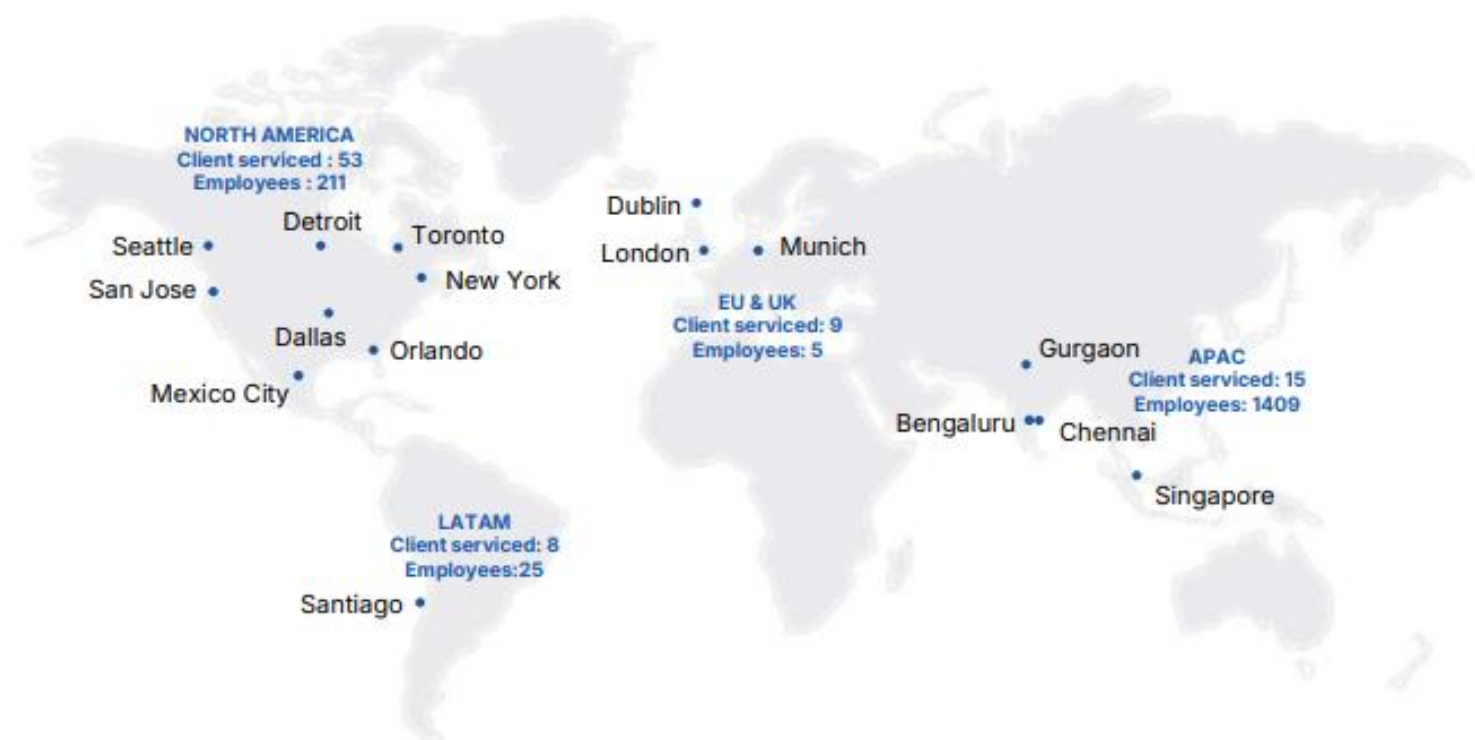 NORTH AMERICA
Client serviced : 53
Employees : 211
Detroit
Toronto
Seattle
San Jose
New York
Dallas
Orlando
Mexico City
Dublin
London
Munich
EU & UK
Client serviced: 9
Employees: 5
Gurgaon
APAC
Client serviced: 15
Employees: 1409
Bengaluru
Chennai
Singapore
LATAM
Client serviced: 8
Employees:25
Santiago